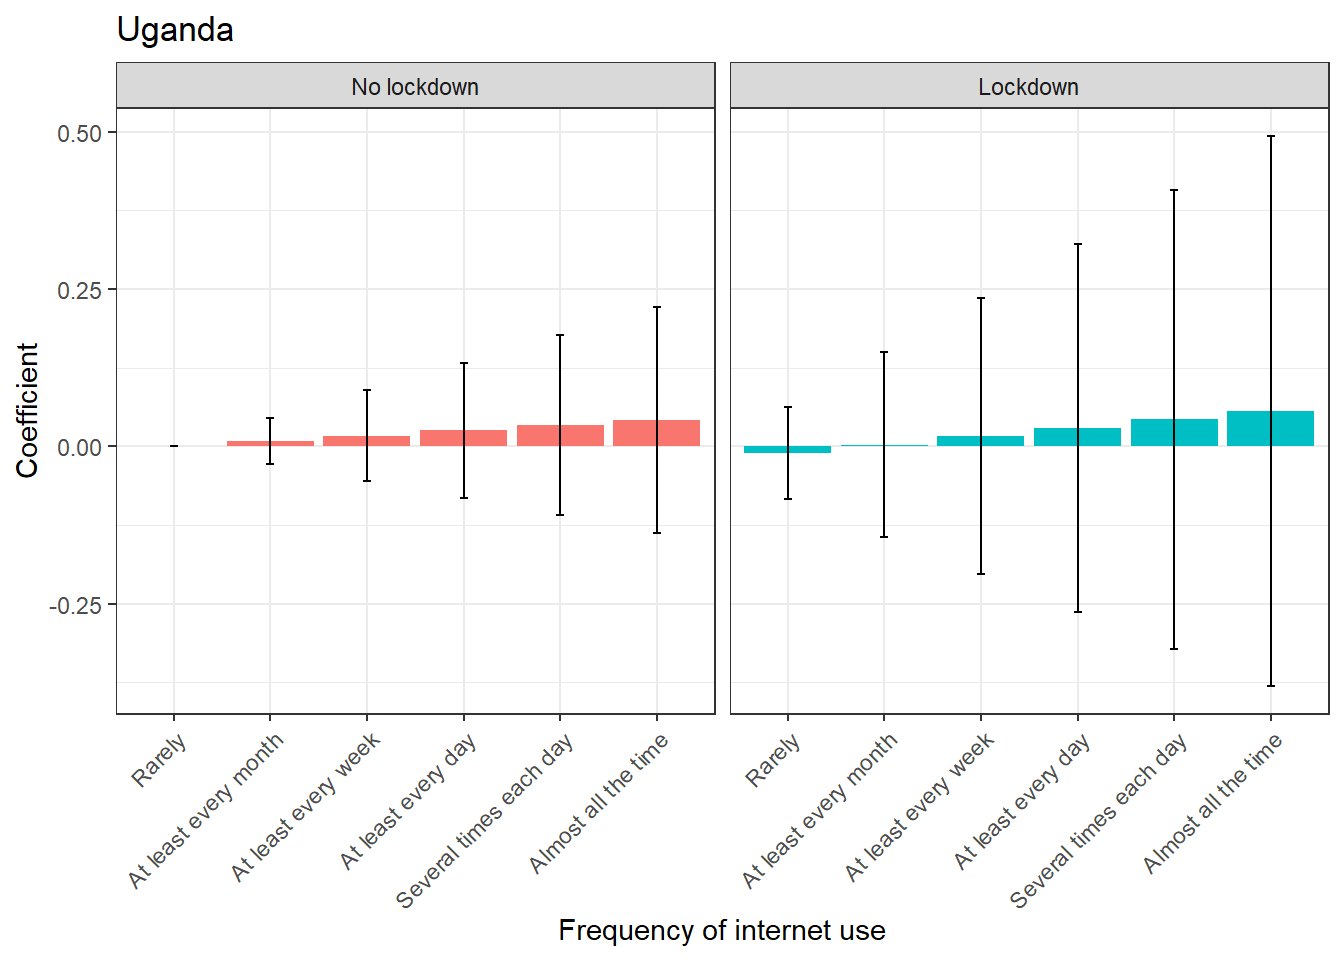 Uganda
No lockdown
Lockdown
Coefficient
0.50
0.25
0.00
-0.25
Rarely
At least every month
At least every week
At least every day
Several times each day
Almost all the time
Rarely
At least every month
At least every week
At least every day
Several times each day
Almost all the time
Frequency of internet use